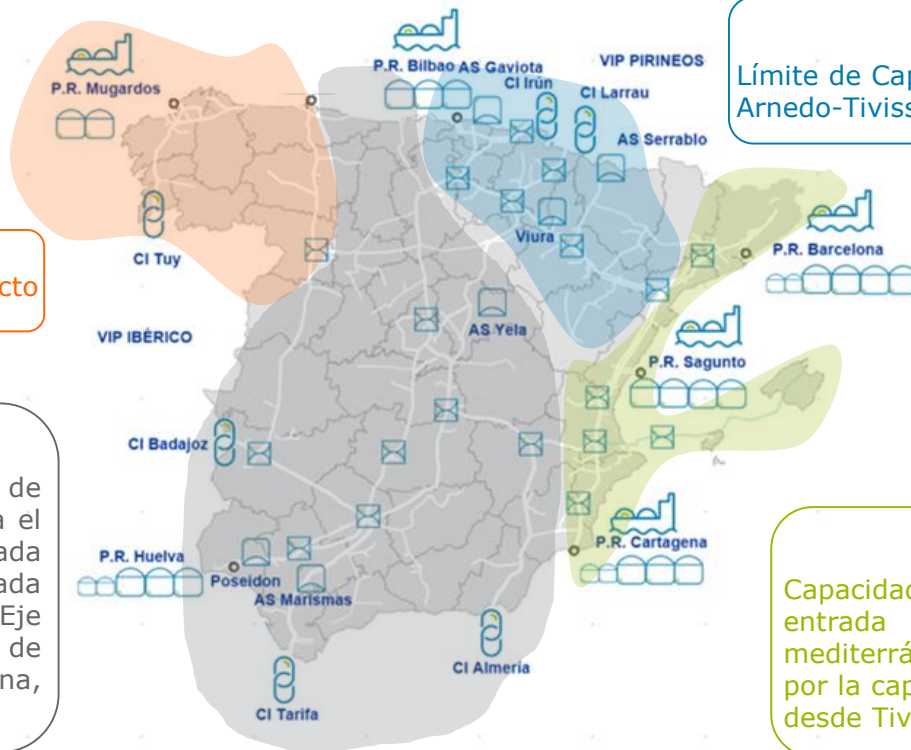 P.R. Mugardos
P.R. Bilbao
AS Gaviota
CI Irún
VIP PIRINEOS
CI Larrau
AS Serrablo
Límite de Cap
Arnedo-Tiviss
CI Tuy
Viura
P.R. Barcelona
cto
VIP IBÉRICO
AS Yela
P.R. Sagunto
CI Badajoz
de
a el
ada
ada
Eje
de
na,
P.R. Huelva
Poseidon
AS Marismas
P.R. Cartagena
Capacidad
entrada
mediterrá
por la cap
desde Tiv
CI Almería
CI Tarifa